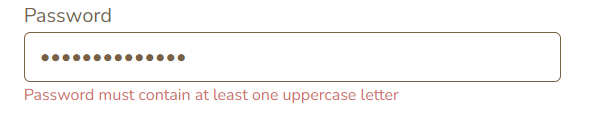 Password
••••••••••••••
Password must contain at least one uppercase letter